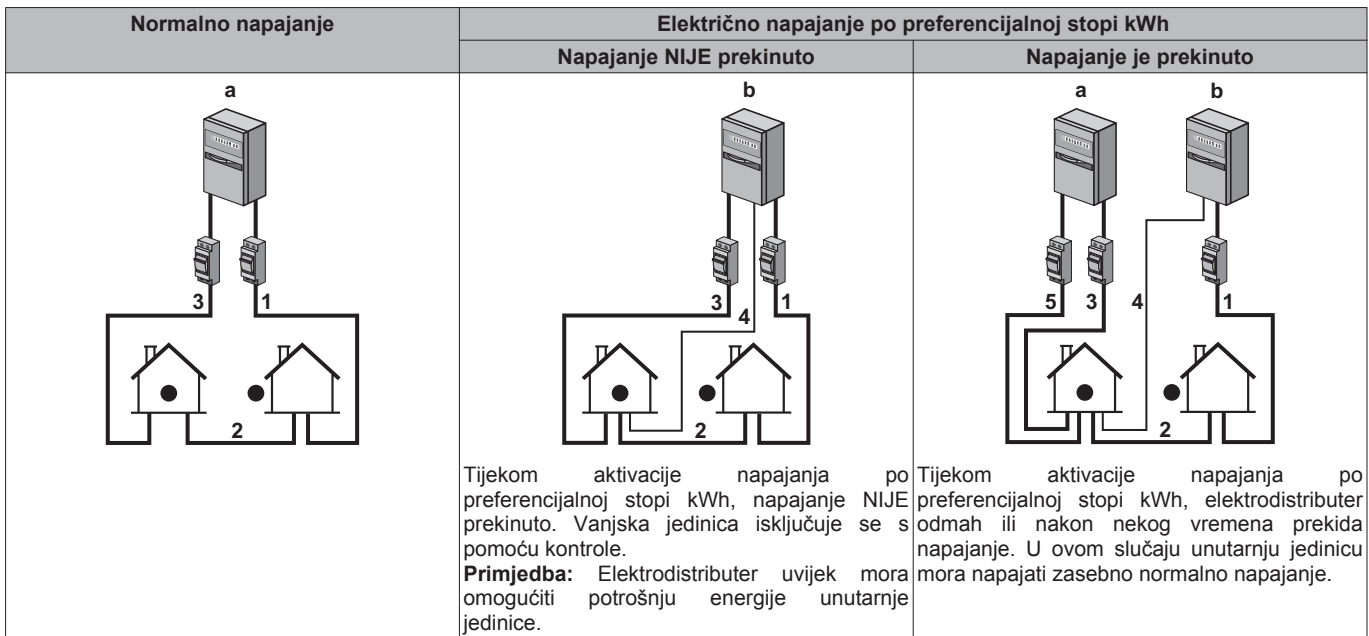 Normalno napajanje
Električno napajanje po preferencijalnoj stopi kWh
Napajanje NIJE prekinuto
Napajanje je prekinuto
a
3
1
2
b
3
4
1
2
a
b
5
3
4
1
2
Tijekom aktivacije napajanja po
preferencijalnoj stopi kWh, napajanje NIJE
prekinuto. Vanjska jedinica isključuje se s
pomoću kontrole.
Primjedba: Elektrodistributer uvijek mora
omogućiti potrošnju energije unutarnje
jedinice.
Tijekom aktivacije napajanja po
preferencijalnoj stopi kWh, elektrodistributer
odmah ili nakon nekog vremena prekida
napajanje. U ovom slučaju unutarnju jedinicu
mora napajati zasebno normalno napajanje.